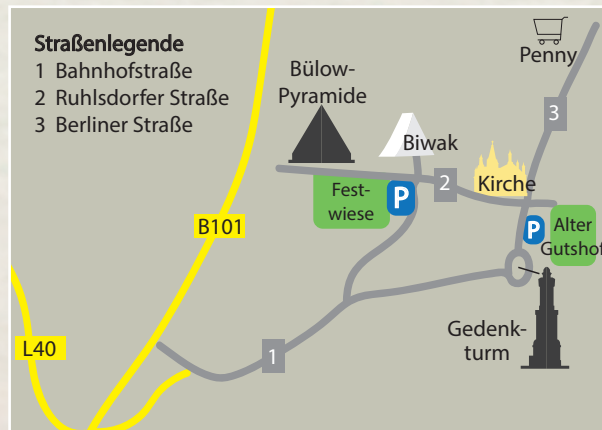 Straßenlegende
1 Bahnhofstraße
2 Ruhlsdorfer Straße
3 Berliner Straße
Penny
Bülow-
Pyramide
Biwak
3
2
Kirche
Fest-
wiese
P
P
Alter
Gutshof
B101
L40
1
Gedenk-
turm